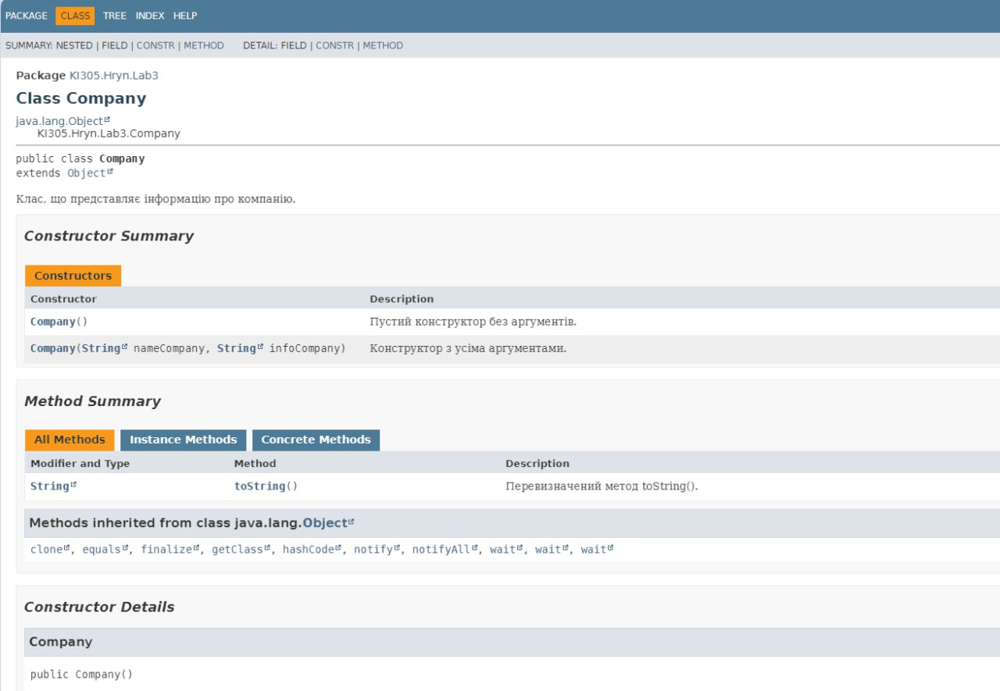 PACKAGE CLASS TREE INDEX HELP
SUMMARY: NESTED | FIELD | CONSTR | METHOD DETAIL: FIELD | CONSTR | METHOD
Package KI305.Hryn.Lab3
Class Company
java.lang.Object
KI305.Hryn.Lab3.Company
public class Company
extends Object
Клас, що представляє інформацію про компанію.
Constructor Summary
Constructors
Constructor Description
Company() Пустий конструктор без аргументів.
Company(String nameCompany, String infoCompany) Конструктор з усіма аргументами.
Method Summary
All Methods Instance Methods Concrete Methods
Modifier and Type Method Description
String toString() Перевизначений метод toString().
Methods inherited from class java.lang.Object
clone, equals, finalize, getClass, hashCode, notify, notifyAll, wait, wait, wait
Constructor Details
Company
public Company()